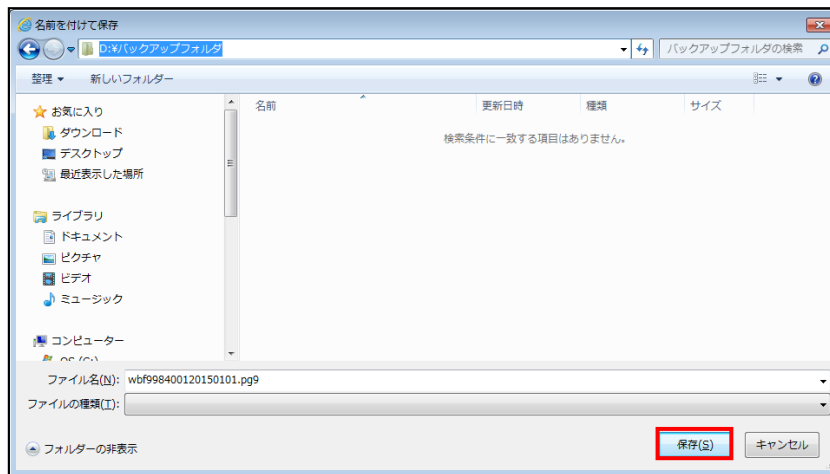 名前を付けて保存
D:¥バックアップフォルダ
バックアップフォルダの検索
整理 新しいフォルダー
名前 更新日時 種類 サイズ
検索条件に一致する項目はありません。
お気に入り
ダウンロード
デスクトップ
最近表示した場所
ライブラリ
ドキュメント
ピクチャ
ビデオ
ミュージック
コンピューター
OS (C:)
ファイル名(N): wbf998400120150101.pg9
ファイルの種類(T):
フォルダーの非表示
保存(S) キャンセル